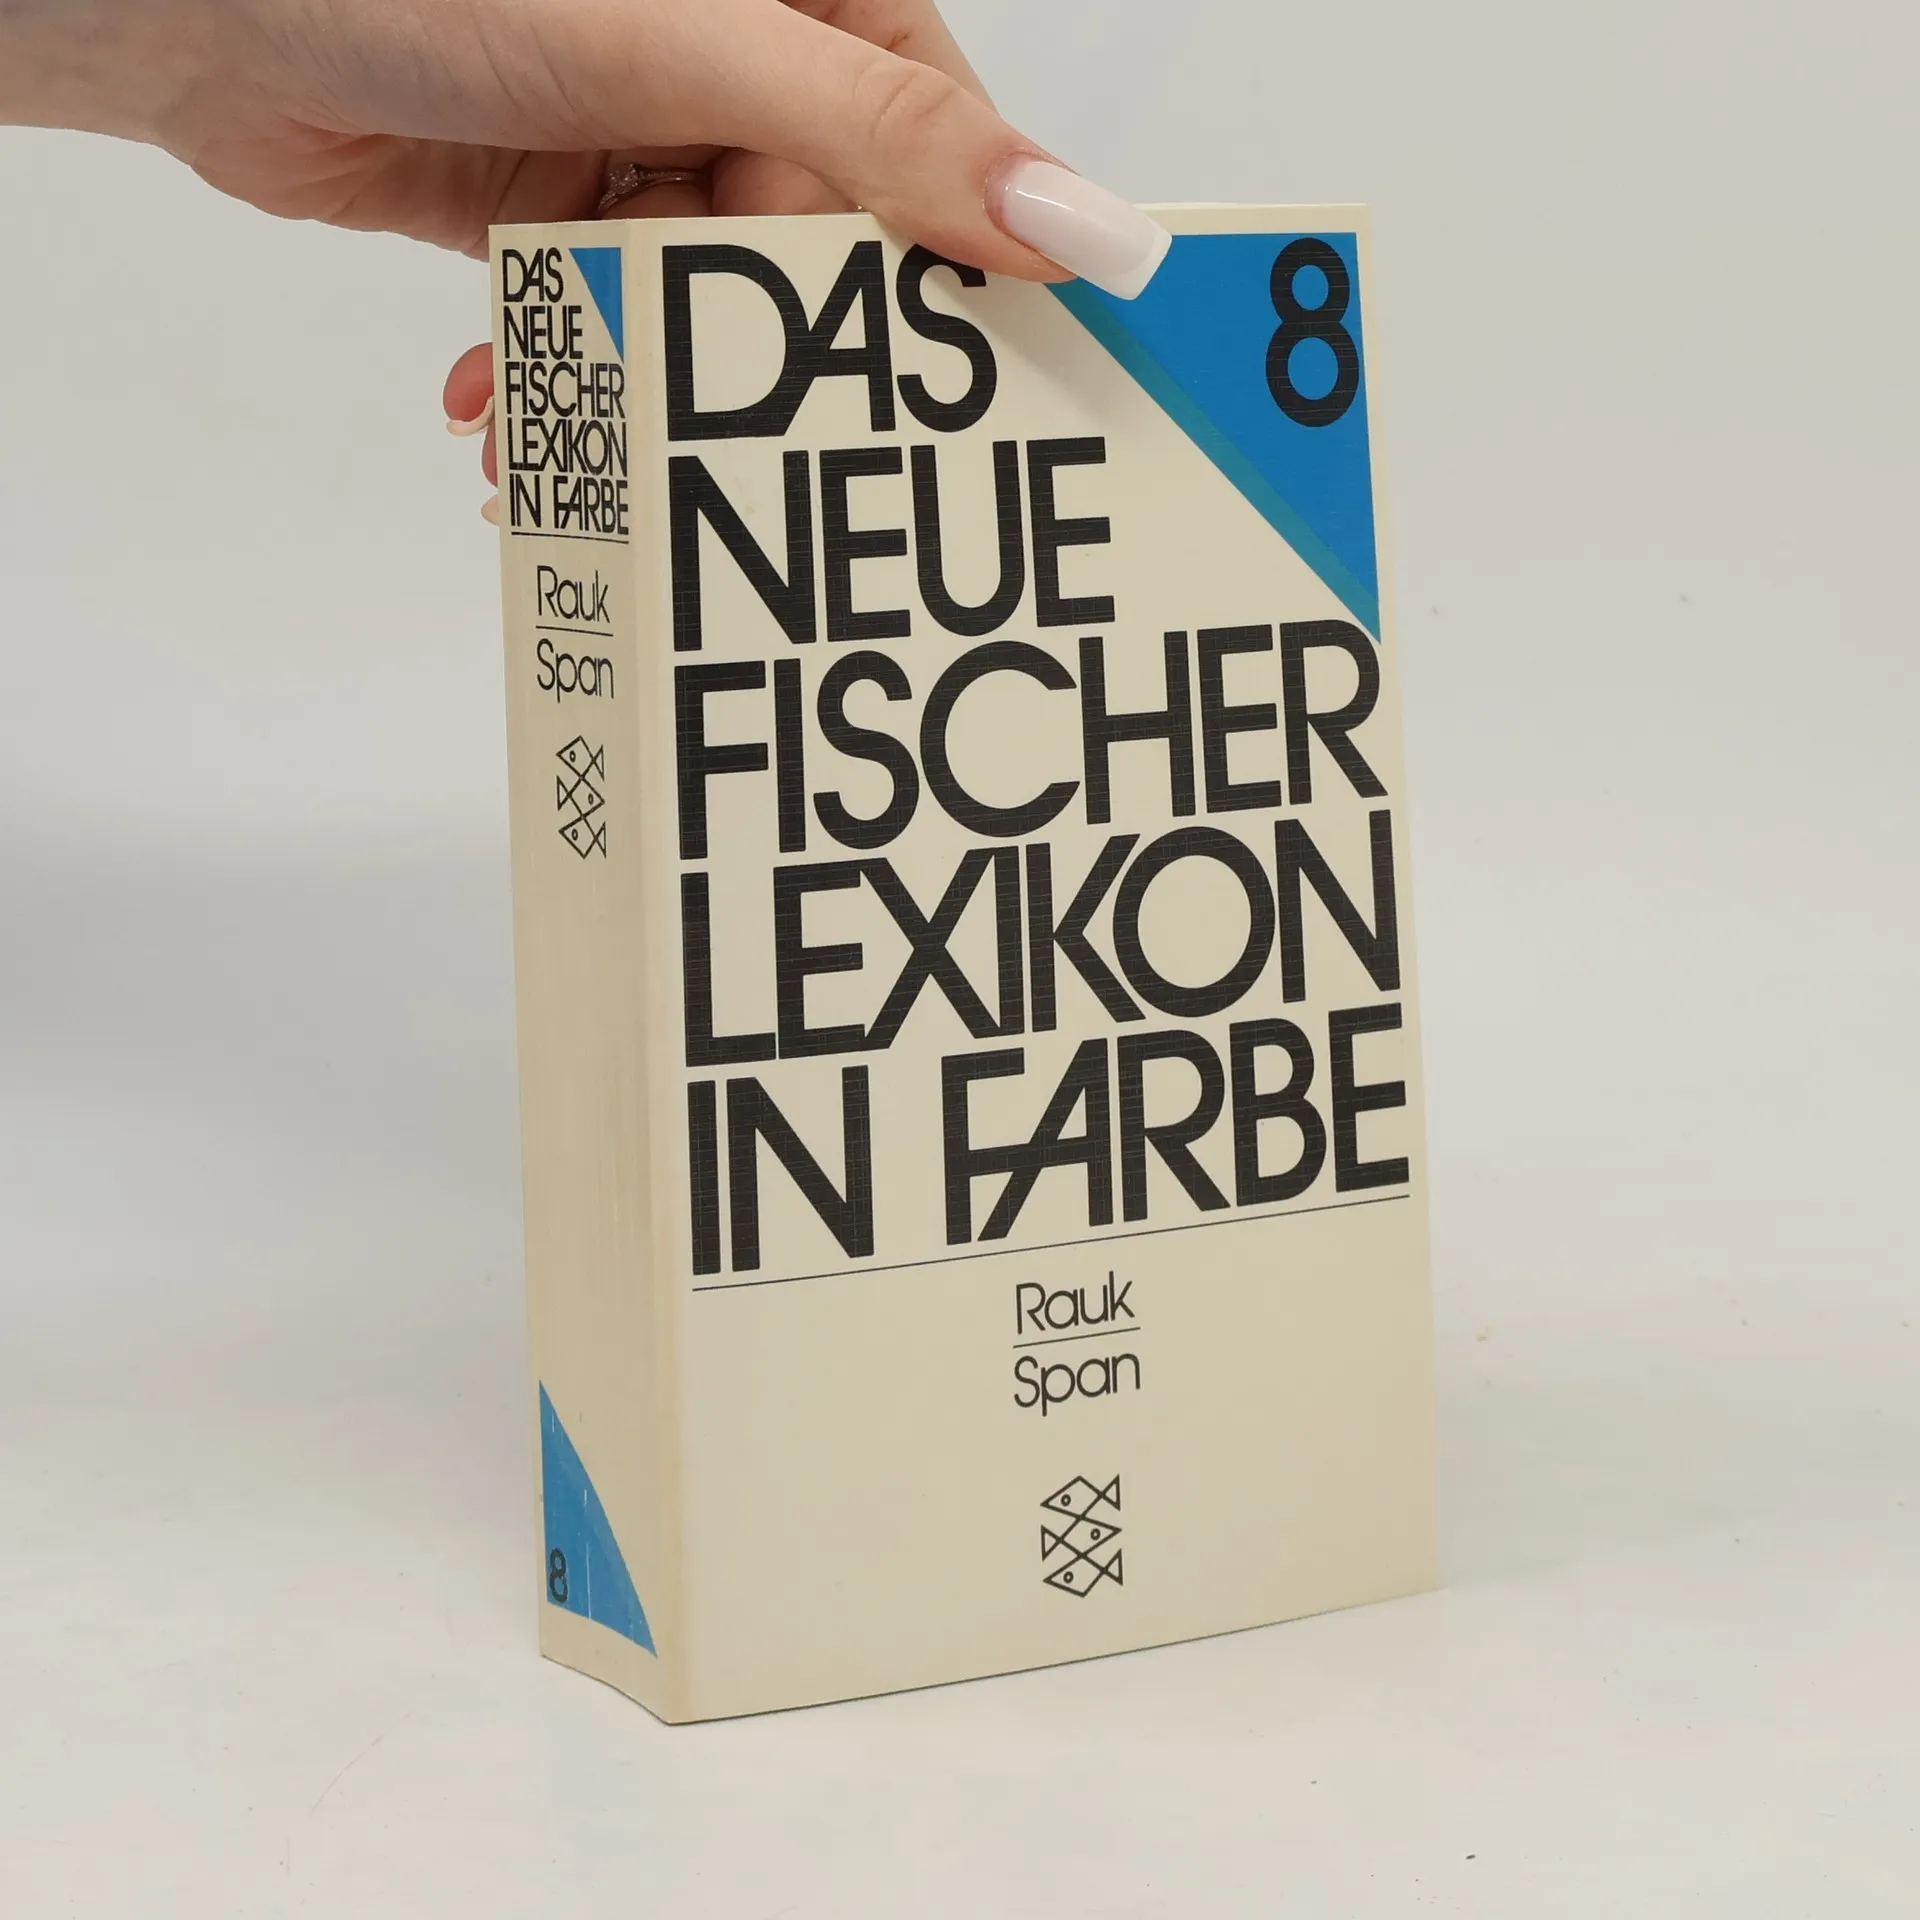 DAS
NEUE
FISCHER
LEXIKON
IN FARBE
Rauk
Span
8
DAS
NEUE
FISCHER
LEXIKON
IN FARBE
Rauk
Span
8